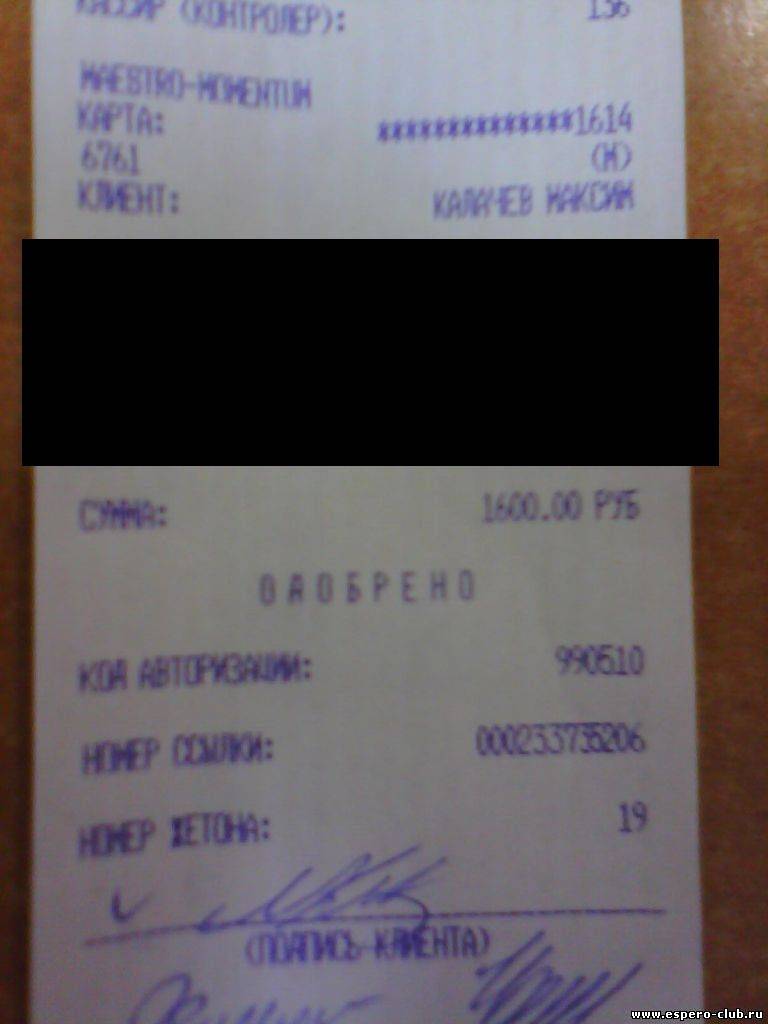 КАССИР (КОНТРОЛЕР): 136
MAESTRO-MOMENTUM
КАРТА: **************1614
6761 (M)
КЛИЕНТ: КАЛАЧЕВ МАКСИМ
СУММА: 1600.00 РУБ
ОДОБРЕНО
КОД АВТОРИЗАЦИИ: 990510
НОМЕР ССЫЛКИ: 000233735206
НОМЕР ЖЕТОНА: 19
(ПОДПИСЬ КЛИЕНТА)
www.espero-club.ru